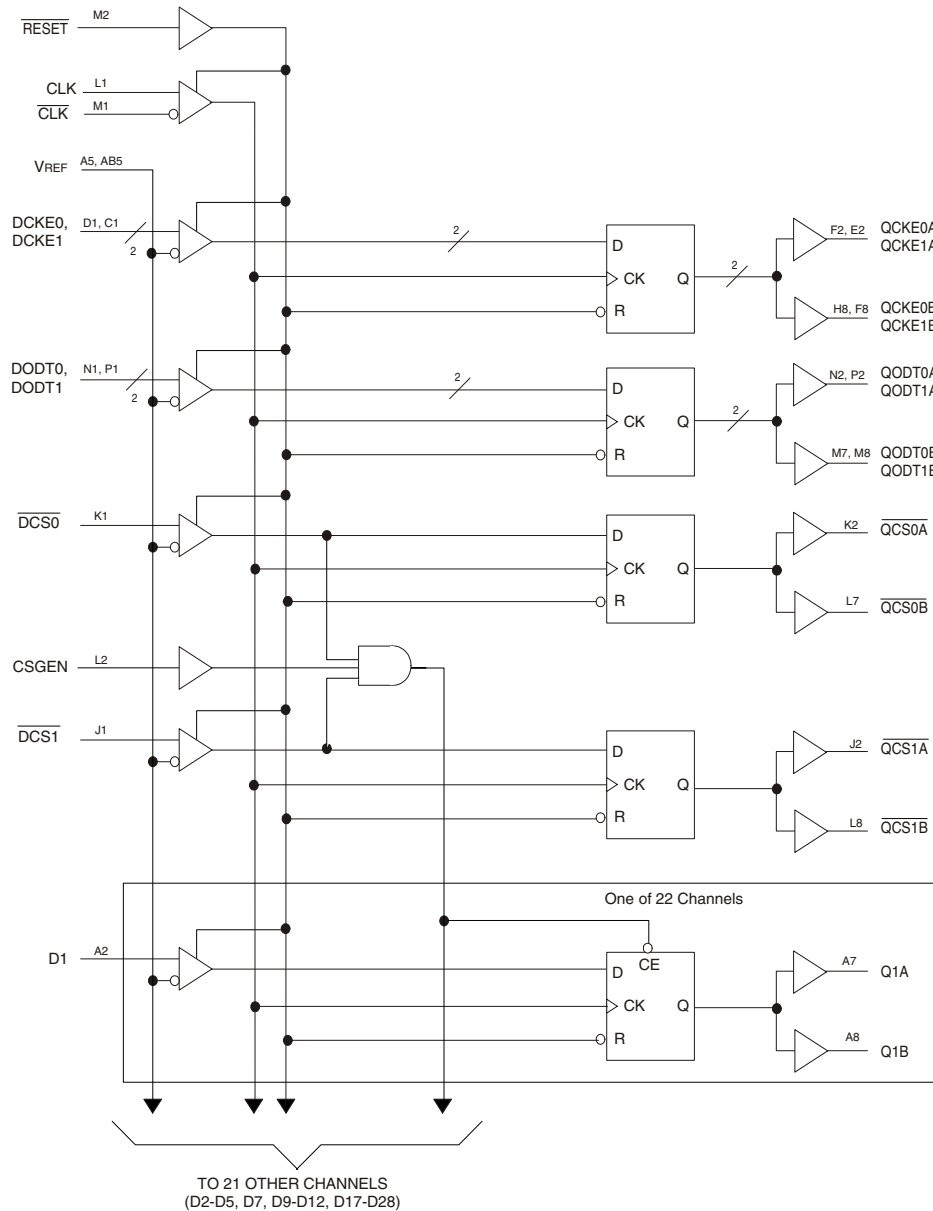 RESET M2
CLK L1
CLK M1
VREF A5, AB5
DCKE0, D1, C1
DCKE1 2
2
D
CK Q
R
2
F2, E2 QCKE0A
QCKE1A
H8, F8 QCKE0B
QCKE1B
DODT0, N1, P1
DODT1 2
2
D
CK Q
R
2
N2, P2 QODT0A
QODT1A
M7, M8 QODT0B
QODT1B
DCS0 K1
D
CK Q
R
K2 QCS0A
L7 QCS0B
CSGEN L2
DCS1 J1
D
CK Q
R
J2 QCS1A
L8 QCS1B
One of 22 Channels
D1 A2
CE
D
CK Q
R
A7 Q1A
A8 Q1B
TO 21 OTHER CHANNELS
(D2-D5, D7, D9-D12, D17-D28)